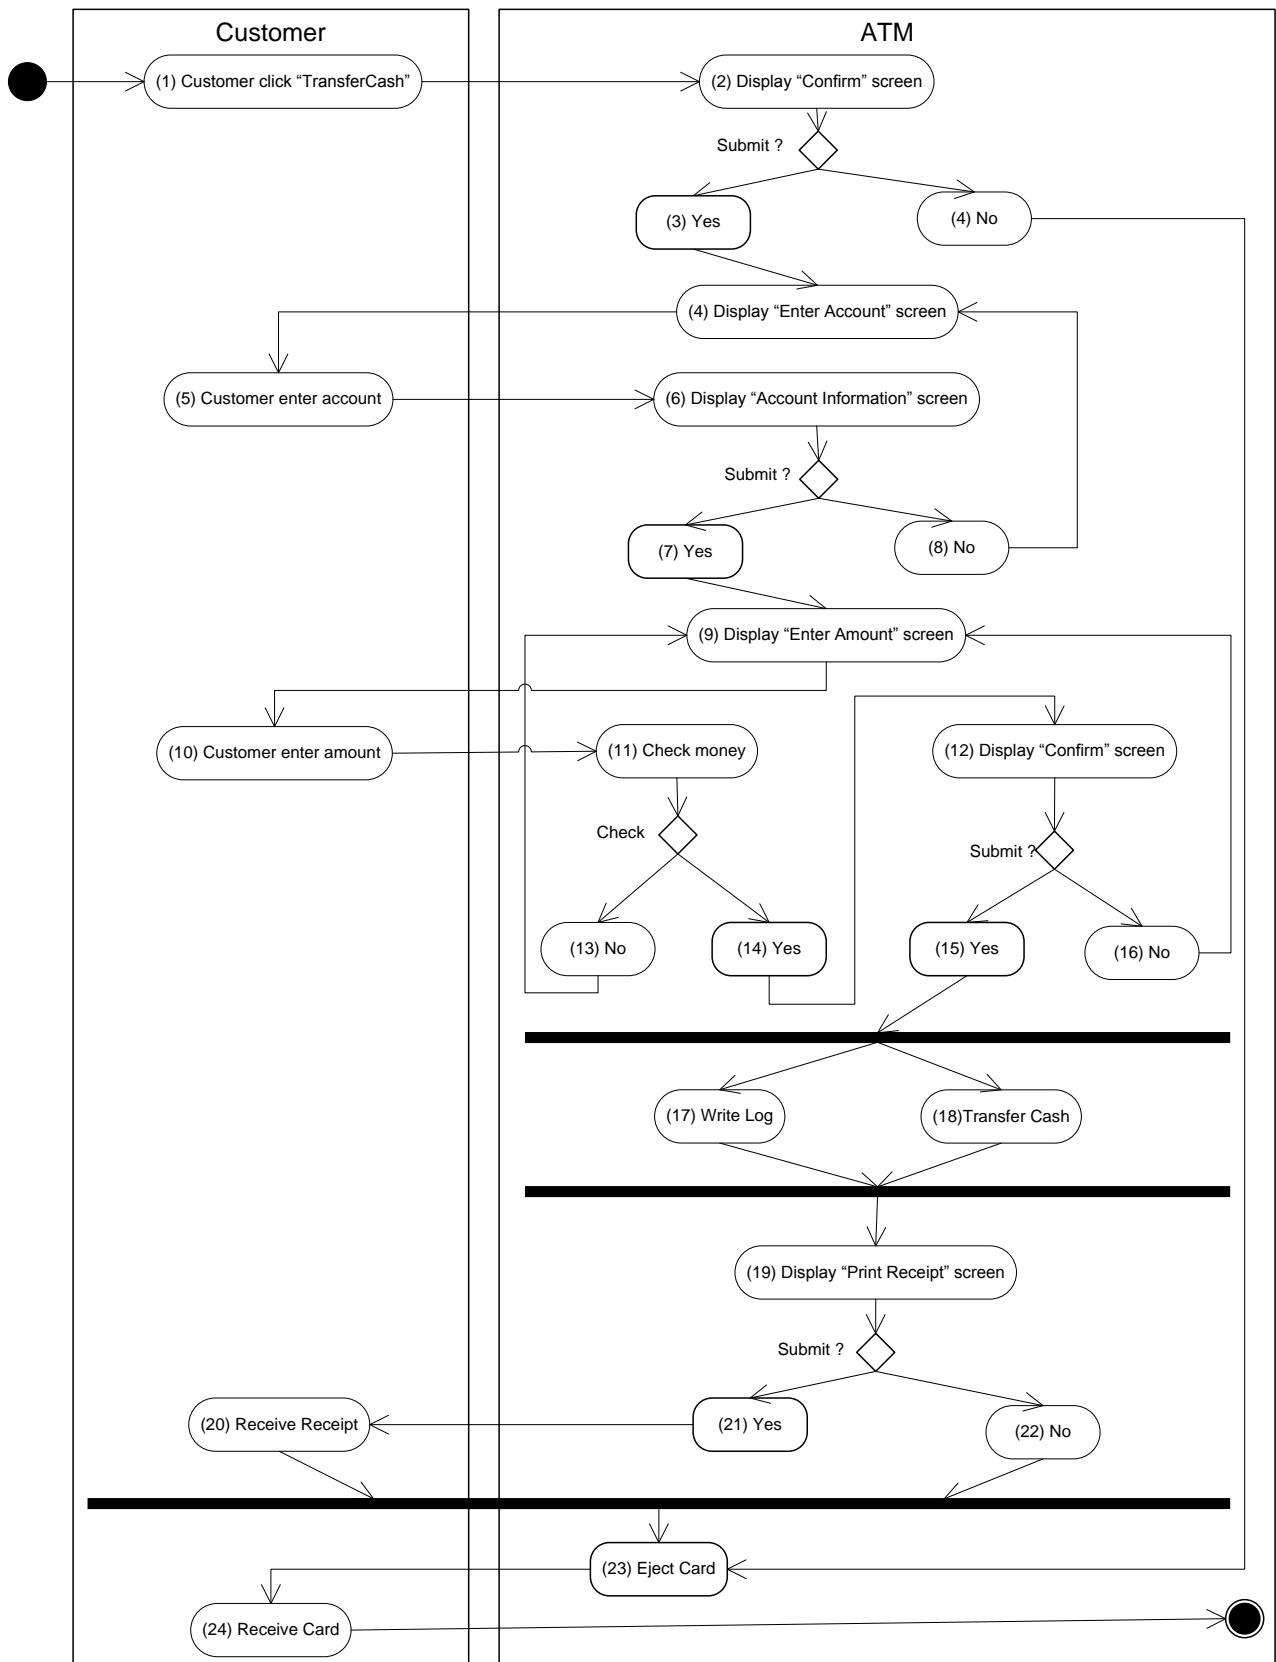 Customer
ATM
(1) Customer click “TransferCash”
(2) Display “Confirm” screen
Submit ?
(3) Yes
(4) No
(4) Display “Enter Account” screen
(5) Customer enter account
(6) Display “Account Information” screen
Submit ?
(7) Yes
(8) No
(9) Display “Enter Amount” screen
(10) Customer enter amount
(11) Check money
(12) Display “Confirm” screen
Check
Submit ?
(13) No
(14) Yes
(15) Yes
(16) No
(17) Write Log
(18)Transfer Cash
(19) Display “Print Receipt” screen
Submit ?
(20) Receive Receipt
(21) Yes
(22) No
(23) Eject Card
(24) Receive Card